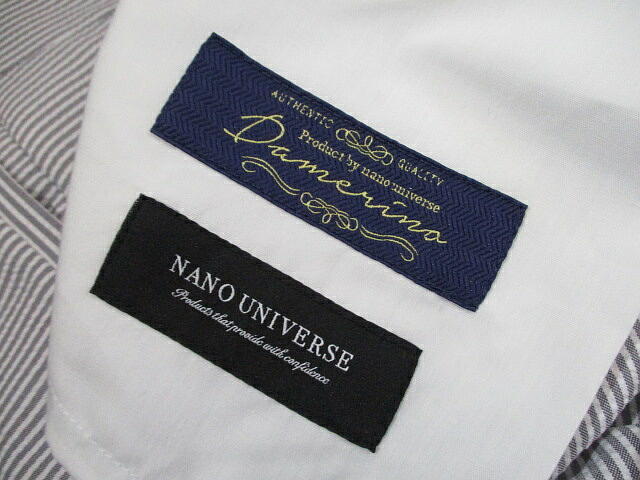 AUTHENTIC QUALITY
Product by nano·universe
Damerino
NANO UNIVERSE
Products that provide with confidence